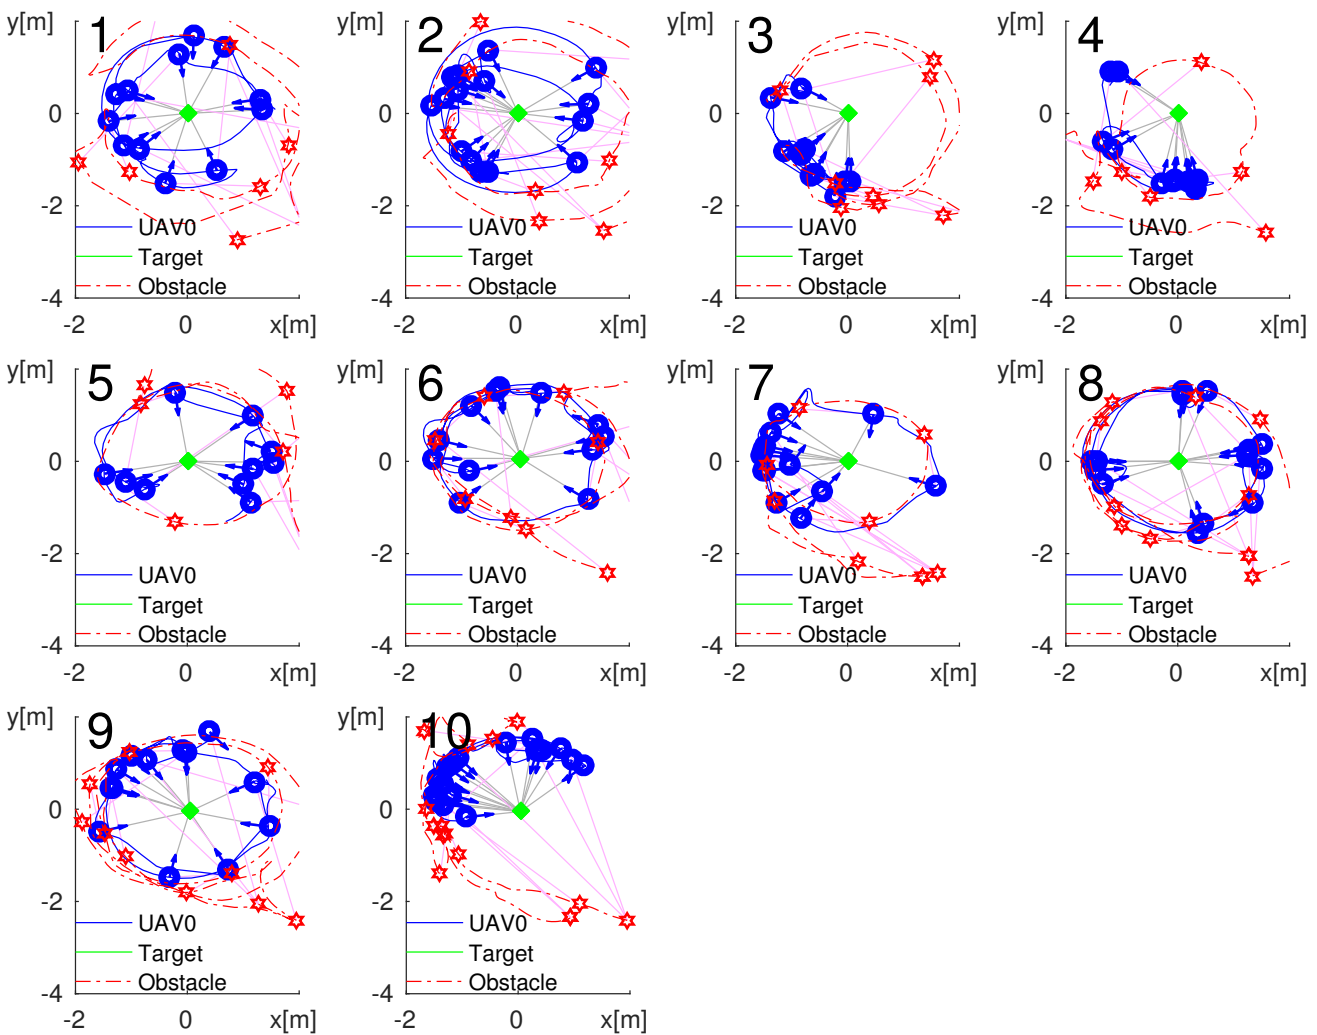 y[m] 1 y[m] 2 y[m] 3 y[m] 4
0 0 0 0
-2 -2 -2 -2
UAV0 UAV0 UAV0 UAV0
Target Target Target Target
Obstacle Obstacle Obstacle Obstacle
-4 -4 -4 -4
-2 0 x[m] -2 0 x[m] -2 0 x[m] -2 0 x[m]
y[m] 5 y[m] 6 y[m] 7 y[m] 8
0 0 0 0
-2 -2 -2 -2
UAV0 UAV0 UAV0 UAV0
Target Target Target Target
Obstacle Obstacle Obstacle Obstacle
-4 -4 -4 -4
-2 0 x[m] -2 0 x[m] -2 0 x[m] -2 0 x[m]
y[m] 9 y[m] 10
0 0
-2 -2
UAV0 UAV0
Target Target
Obstacle Obstacle
-4 -4
-2 0 x[m] -2 0 x[m]